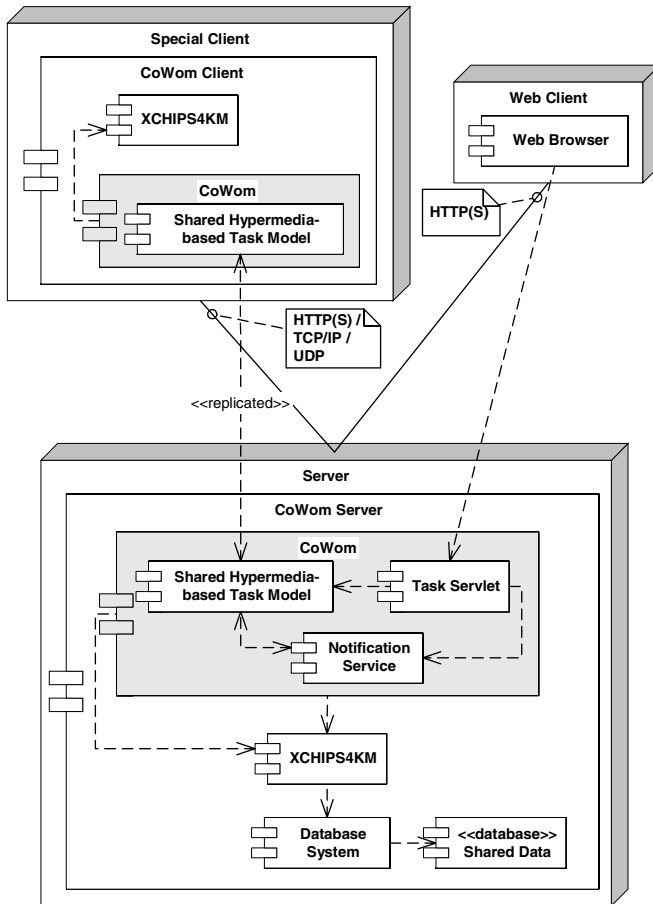 Special Client
CoWom Client
XCHIPS4KM
CoWom
Shared Hypermedia-
based Task Model
Web Client
Web Browser
HTTP(S)
HTTP(S) /
TCP/IP /
UDP
<<replicated>>
Server
CoWom Server
CoWom
Shared Hypermedia-
based Task Model
Task Servlet
Notification
Service
XCHIPS4KM
Database
System
<<database>>
Shared Data